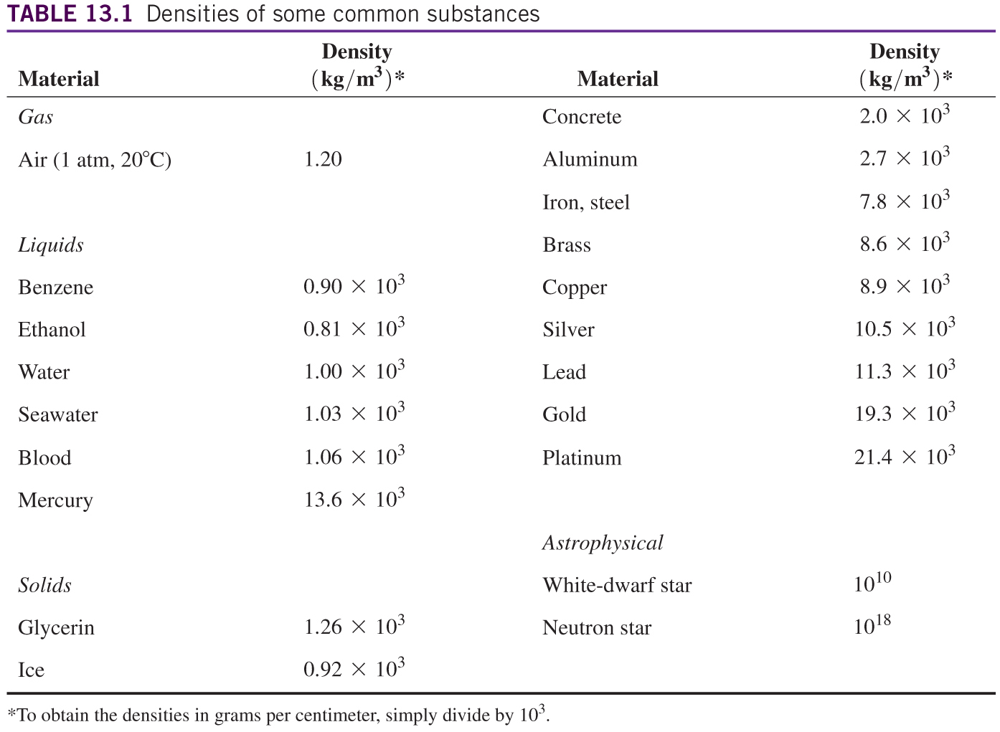 TABLE 13.1 Densities of some common substances
Material Density (kg/m³)* Material Density (kg/m³)*
Gas Concrete 2.0 × 10³
Air (1 atm, 20°C) 1.20 Aluminum 2.7 × 10³
Iron, steel 7.8 × 10³
Liquids Brass 8.6 × 10³
Benzene 0.90 × 10³ Copper 8.9 × 10³
Ethanol 0.81 × 10³ Silver 10.5 × 10³
Water 1.00 × 10³ Lead 11.3 × 10³
Seawater 1.03 × 10³ Gold 19.3 × 10³
Blood 1.06 × 10³ Platinum 21.4 × 10³
Mercury 13.6 × 10³
Astrophysical
Solids White-dwarf star 10¹⁰
Glycerin 1.26 × 10³ Neutron star 10¹⁸
Ice 0.92 × 10³
*To obtain the densities in grams per centimeter, simply divide by 10³.